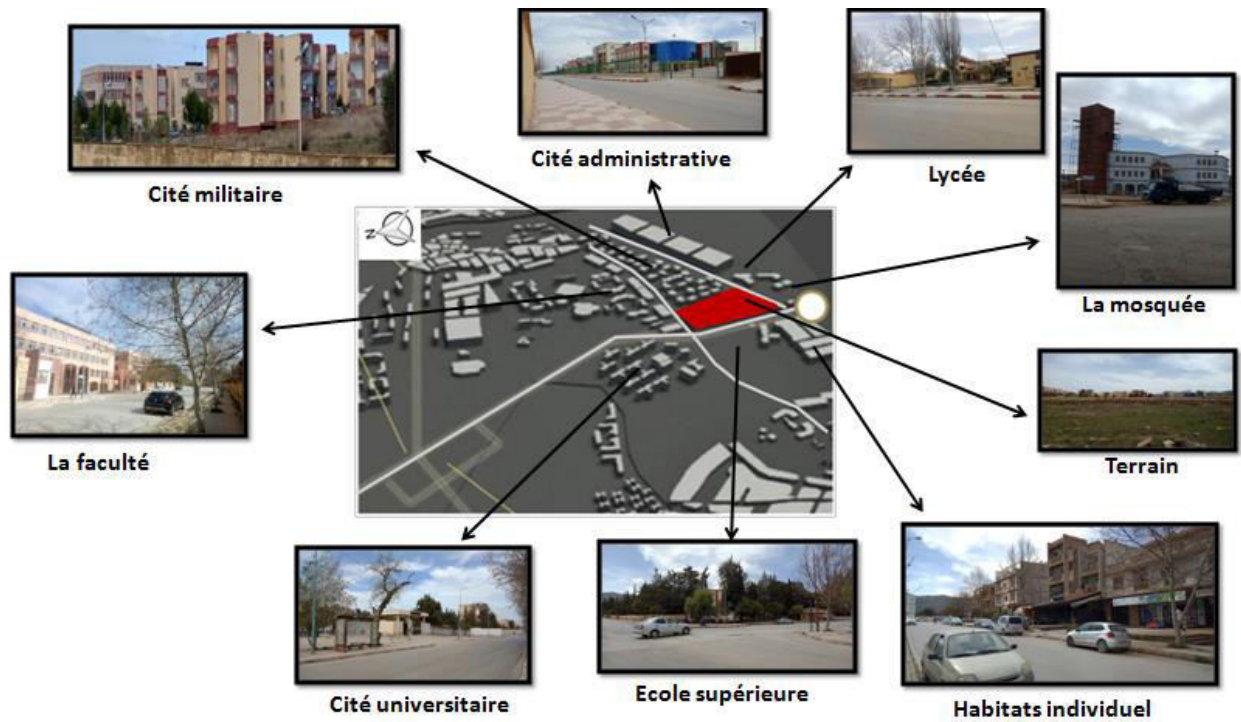 Cité militaire
Cité administrative
Lycée
La mosquée
N
La faculté
Terrain
Cité universitaire
Ecole supérieure
Habitats individuel